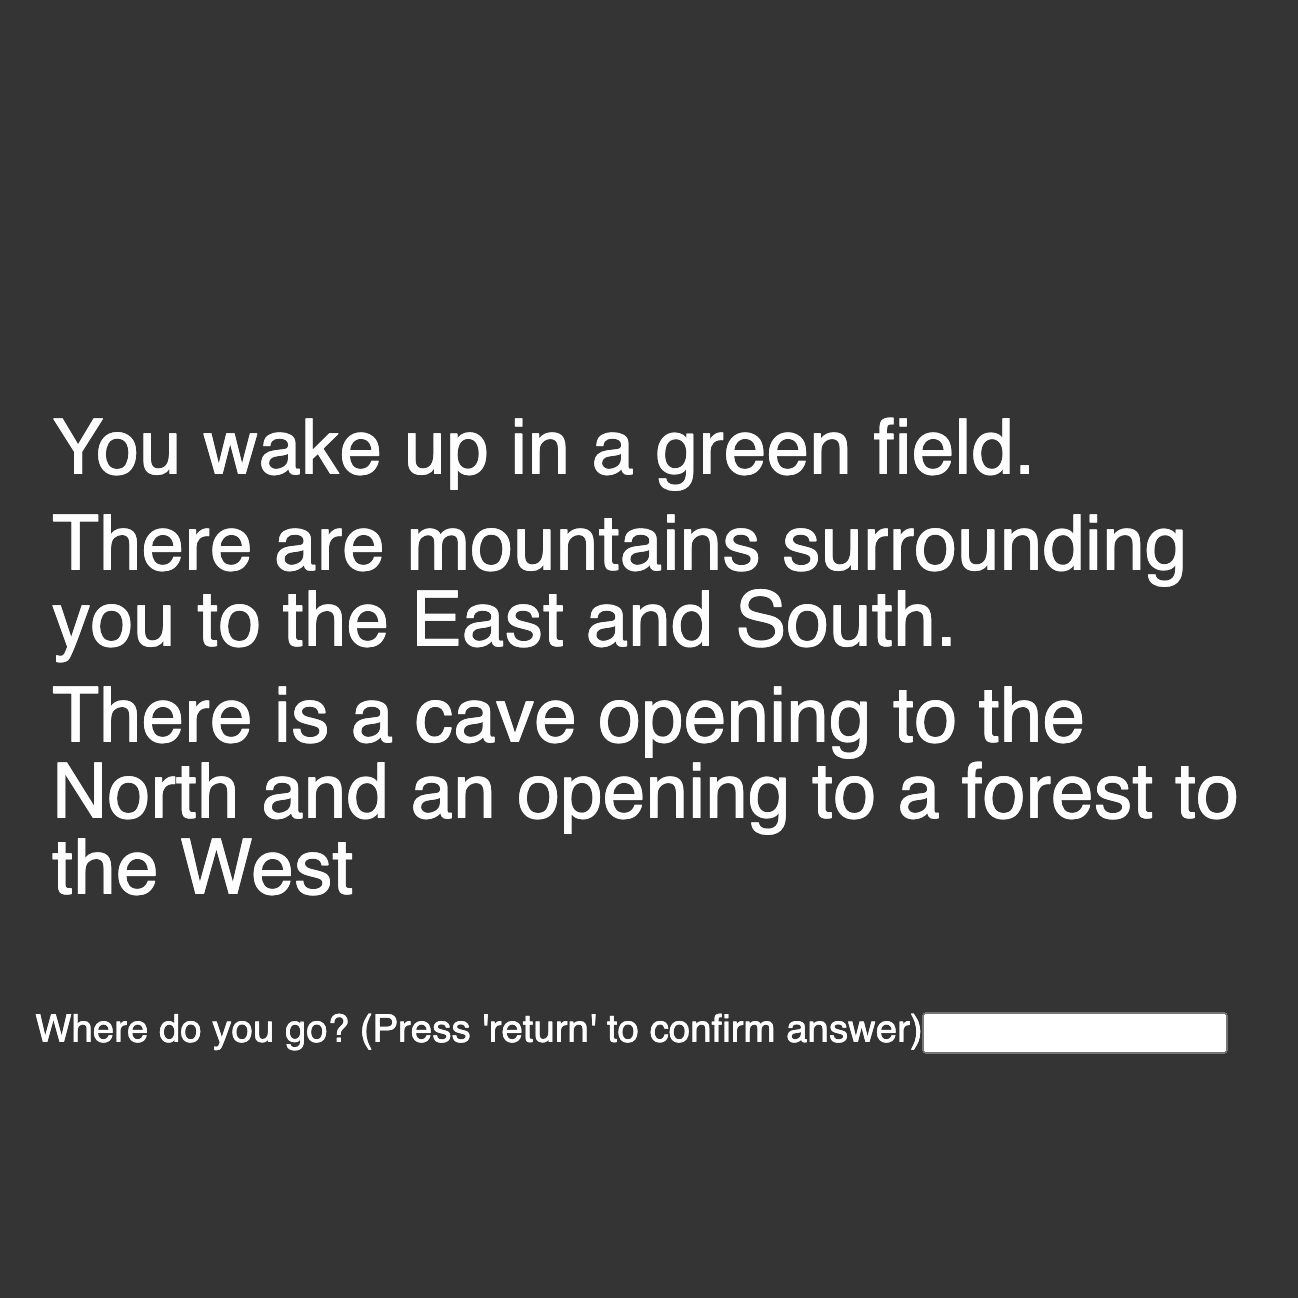 You wake up in a green field.
There are mountains surrounding
you to the East and South.
There is a cave opening to the
North and an opening to a forest to
the West
Where do you go? (Press 'return' to confirm answer)